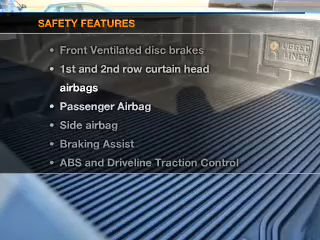 SAFETY FEATURES
• Front Ventilated disc brakes
• 1st and 2nd row curtain head
airbags
• Passenger Airbag
• Side airbag
• Braking Assist
• ABS and Driveline Traction Control
LINER